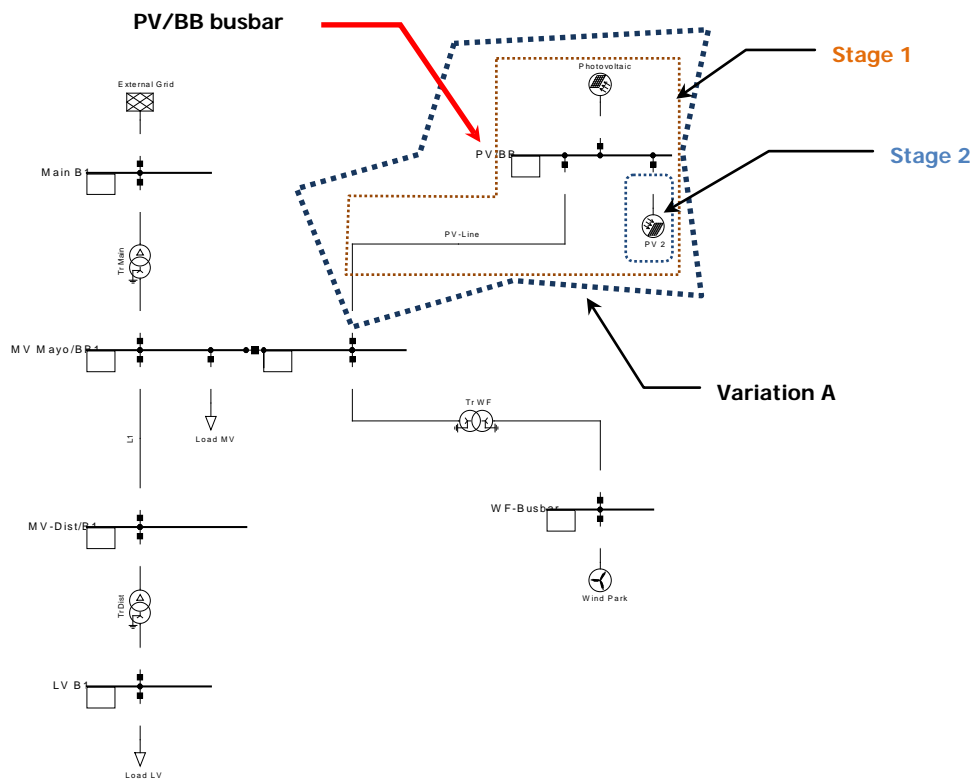 PV/BB busbar
Stage 1
Photovoltaic
External Grid
PV/BB
Stage 2
Main B1
PV-Line
PV 2
Tr Main
MV Mayo/BB1
Variation A
Tr WF
L1
Load MV
WF-Busbar
MV-Dist/B1
Wind Park
Tr Dist
LV B1
Load LV